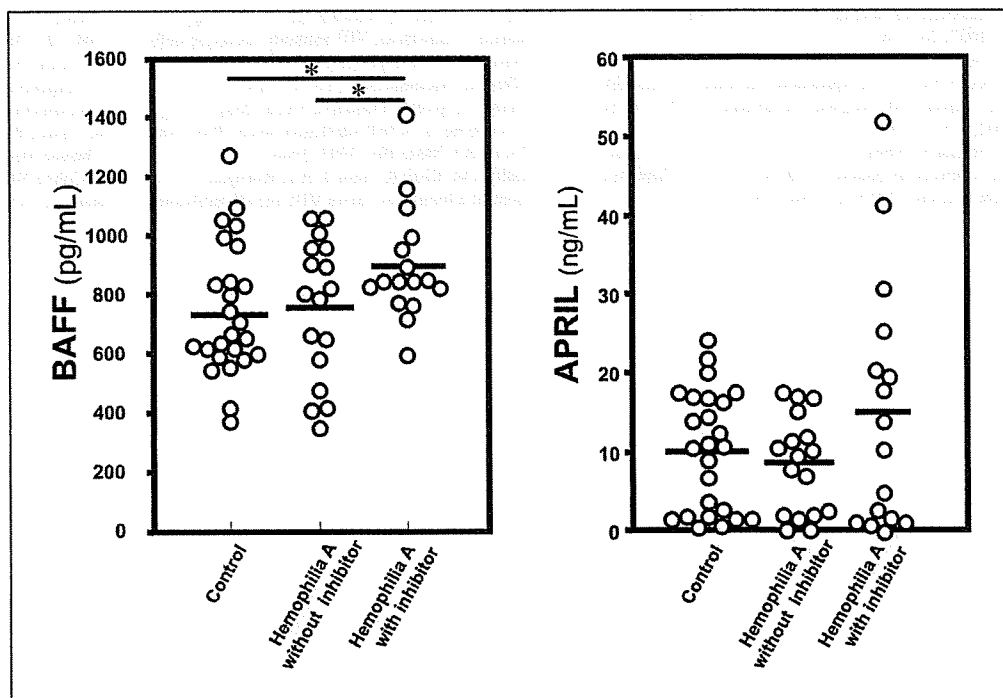 BAFF (pg/mL)
1600
1400
1200
1000
800
600
400
200
0
*
*
Control
Hemophilia A
without inhibitor
Hemophilia A
with inhibitor
APRIL (ng/mL)
60
50
40
30
20
10
0
Control
Hemophilia A
without inhibitor
Hemophilia A
with inhibitor